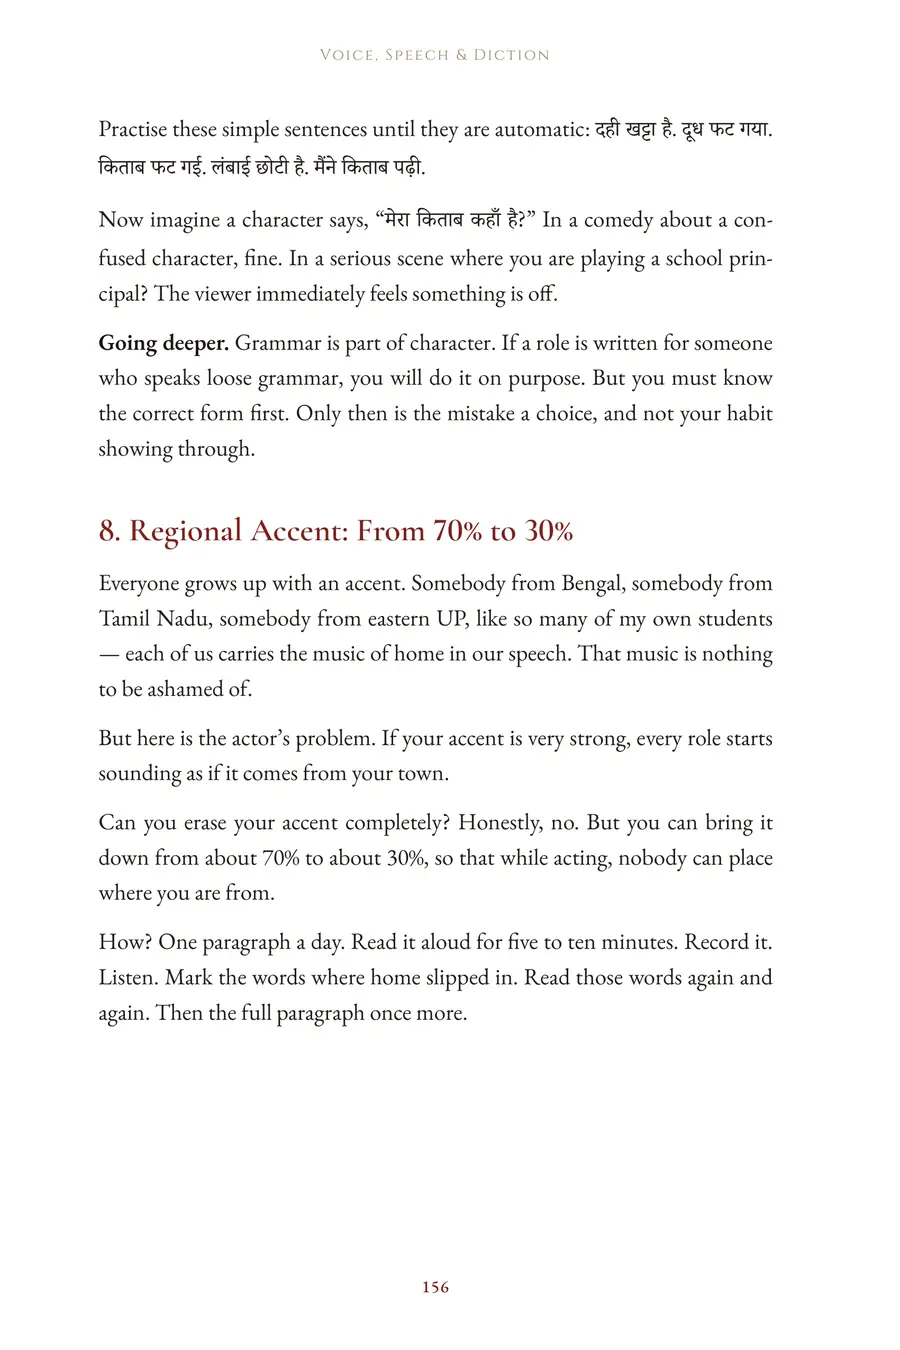 Voice, Speech & Diction
Practise these simple sentences until they are automatic: दही खट्टा है. दूध फट गया.
किताब फट गई. लंबाई छोटी है. मैंने किताब पढ़ी.
Now imagine a character says, “मेरा किताब कहाँ है?” In a comedy about a con-
fused character, fine. In a serious scene where you are playing a school prin-
cipal? The viewer immediately feels something is off.
Going deeper. Grammar is part of character. If a role is written for someone
who speaks loose grammar, you will do it on purpose. But you must know
the correct form first. Only then is the mistake a choice, and not your habit
showing through.
8. Regional Accent: From 70% to 30%
Everyone grows up with an accent. Somebody from Bengal, somebody from
Tamil Nadu, somebody from eastern UP, like so many of my own students
— each of us carries the music of home in our speech. That music is nothing
to be ashamed of.
But here is the actor’s problem. If your accent is very strong, every role starts
sounding as if it comes from your town.
Can you erase your accent completely? Honestly, no. But you can bring it
down from about 70% to about 30%, so that while acting, nobody can place
where you are from.
How? One paragraph a day. Read it aloud for five to ten minutes. Record it.
Listen. Mark the words where home slipped in. Read those words again and
again. Then the full paragraph once more.
156